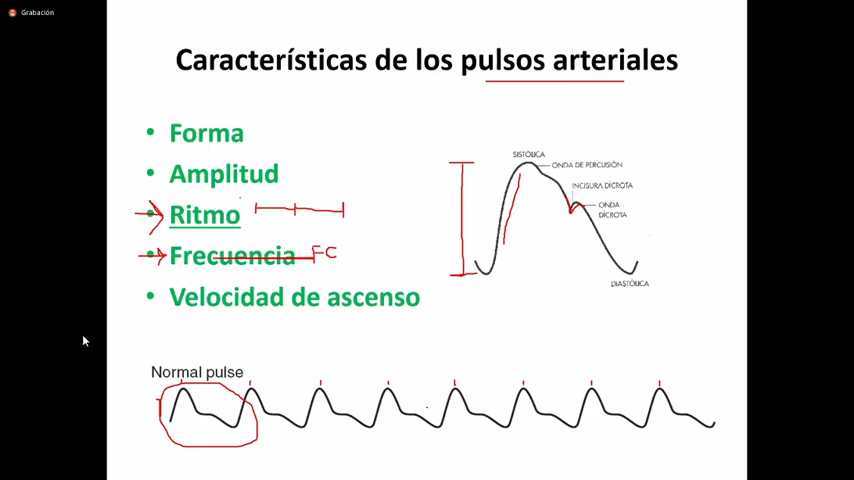 Grabación
Características de los pulsos arteriales
• Forma
• Amplitud
• Ritmo
• Frecuencia FC
• Velocidad de ascenso
SISTÓLICA
ONDA DE PERCUSIÓN
INCISURA DÍCROTA
ONDA
DÍCROTA
DIASTÓLICA
Normal pulse